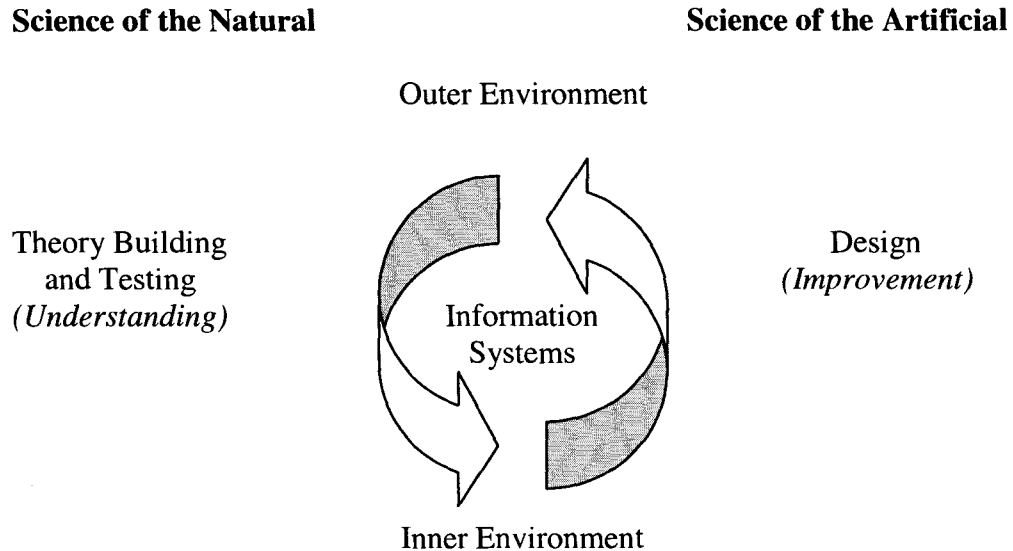 Science of the Natural
Science of the Artificial
Outer Environment
Theory Building
and Testing
(Understanding)
Information
Systems
Design
(Improvement)
Inner Environment